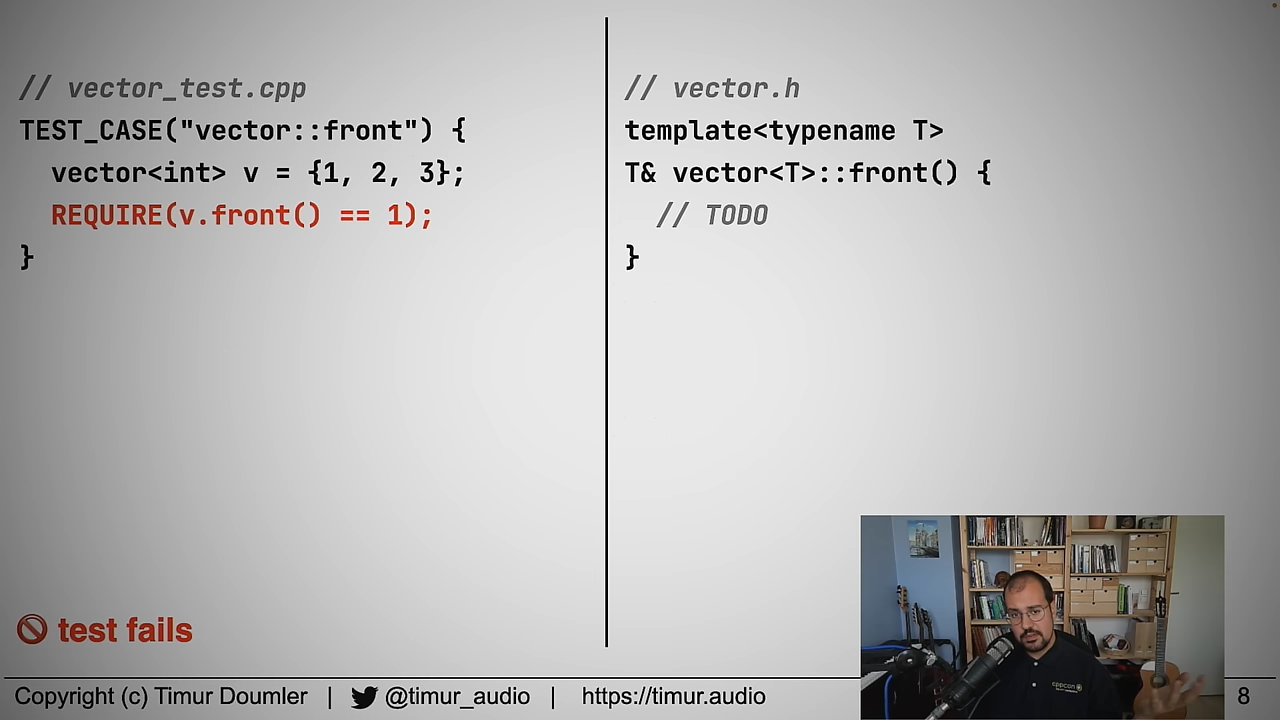 // vector_test.cpp
TEST_CASE("vector::front") {
vector<int> v = {1, 2, 3};
REQUIRE(v.front() == 1);
}
test fails
// vector.h
template<typename T>
T& vector<T>::front() {
// TODO
}
cppcon
Copyright (c) Timur Doumler | @timur_audio | https://timur.audio
8